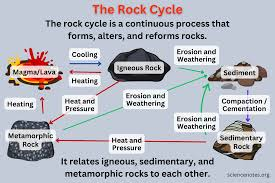 The Rock Cycle
The rock cycle is a continuous process that
forms, alters, and reforms rocks.
Cooling
Erosion and
Weathering
Magma/Lava
Igneous Rock
Sediment
Heating
Heating
Heat and
Pressure
Erosion and
Weathering
Erosion and
Weathering
Compaction /
Cementation
Heat and
Pressure
Metamorphic
Rock
Sedimentary
Rock
It relates igneous, sedimentary, and
metamorphic rocks to each other.
sciencenotes.org